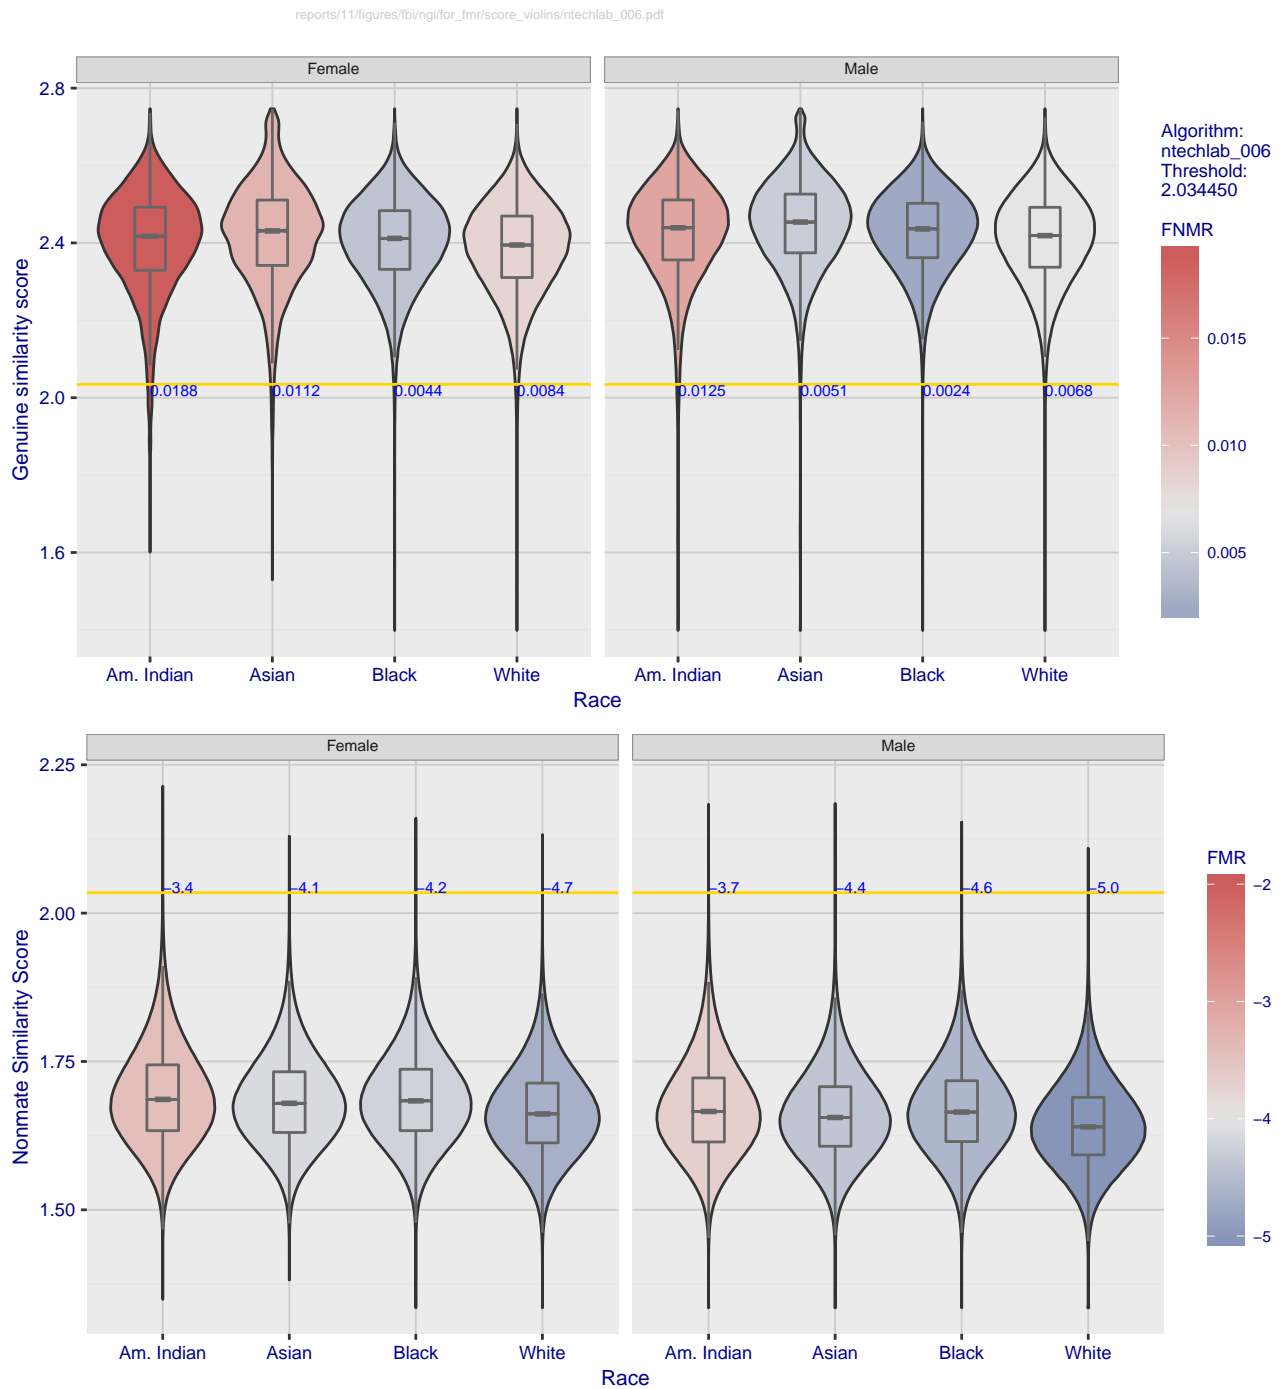 reports/11/figures/fbi/ngi/for_fmr/score_violins/ntechlab_006.pdf
Female
Male
2.8
2.4
2.0
1.6
Genuine similarity score
0.0188
0.0112
0.0044
0.0084
0.0125
0.0051
0.0024
0.0068
Am. Indian
Asian
Black
White
Am. Indian
Asian
Black
White
Race
Algorithm:
ntechlab_006
Threshold:
2.034450
FNMR
0.015
0.010
0.005
Female
Male
2.25
2.00
1.75
1.50
Nonmate Similarity Score
−3.4
−4.1
−4.2
−4.7
−3.7
−4.4
−4.6
−5.0
Am. Indian
Asian
Black
White
Am. Indian
Asian
Black
White
Race
FMR
−2
−3
−4
−5